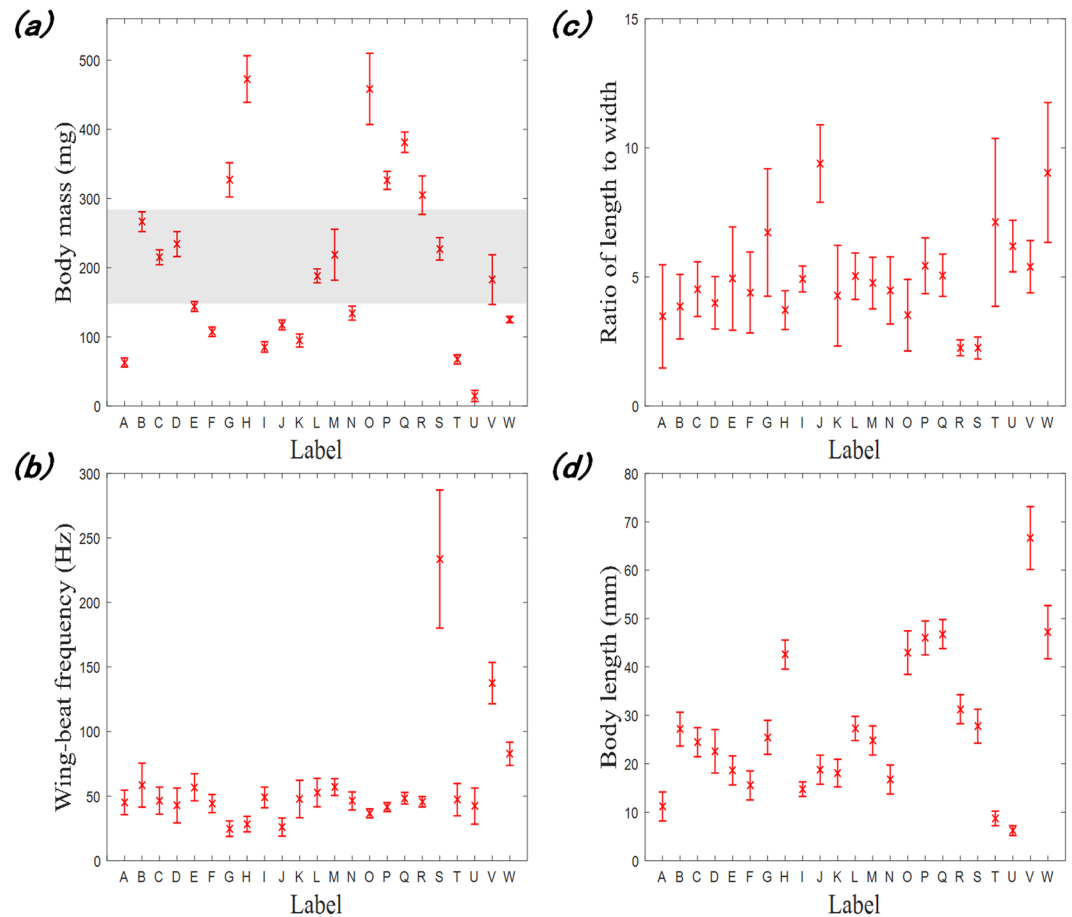 (a)
Body mass (mg)
500
400
300
200
100
0
A B C D E F G H I J K L M N O P Q R S T U V W
Label
(c)
Ratio of length to width
15
10
5
0
A B C D E F G H I J K L M N O P Q R S T U V W
Label
(b)
Wing-beat frequency (Hz)
300
250
200
150
100
50
0
A B C D E F G H I J K L M N O P Q R S T U V W
Label
(d)
Body length (mm)
80
70
60
50
40
30
20
10
0
A B C D E F G H I J K L M N O P Q R S T U V W
Label